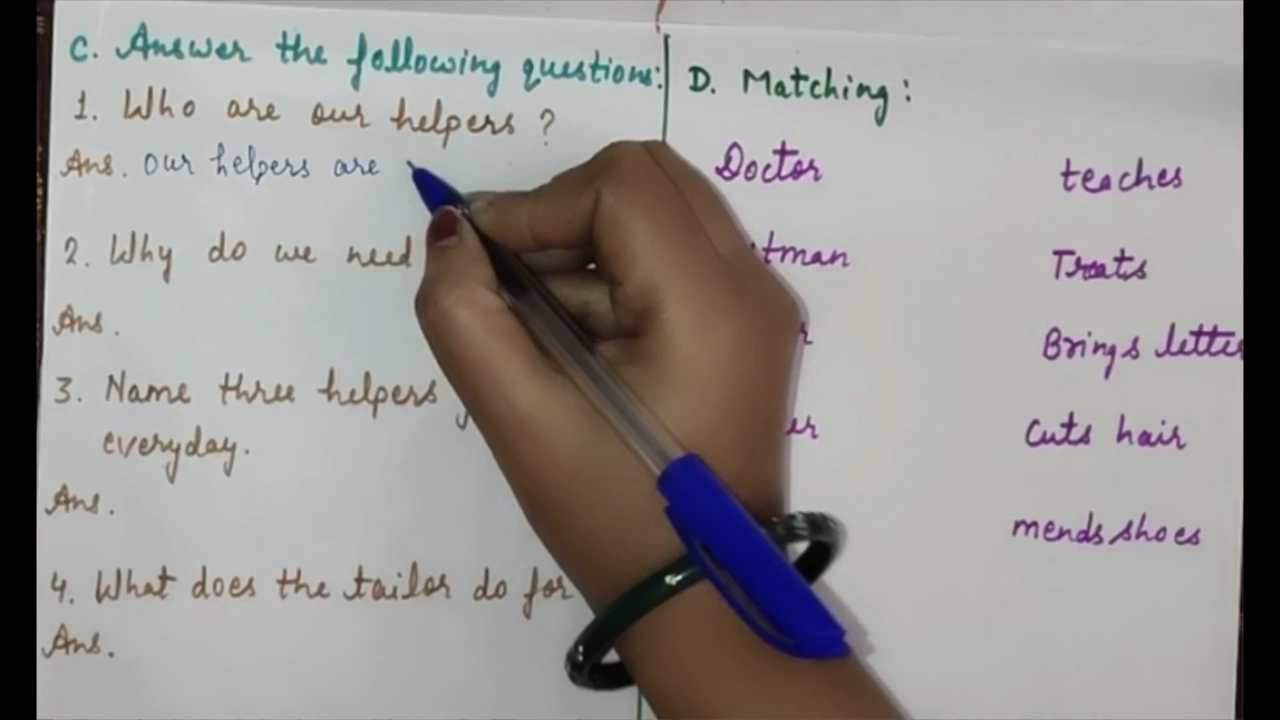 C. Answer the following questions:
1. Who are our helpers ?
Ans. Our helpers are
2. Why do we need
Ans.
3. Name three helpers
everyday.
Ans.
4. What does the tailor do for
Ans.
D. Matching:
Doctor teaches
tman Treats
r Brings lette
er Cuts hair
mends shoes